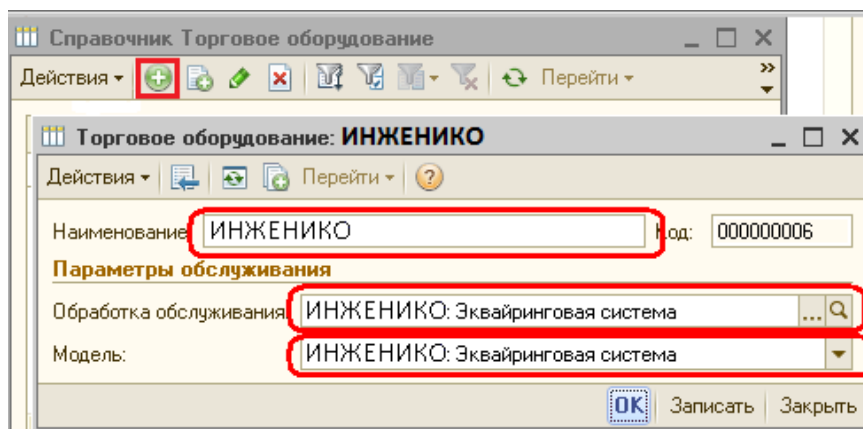 Справочник Торговое оборудование
Действия Перейти
Торговое оборудование: ИНЖЕНИКО
Действия Перейти
Наименование ИНЖЕНИКО Код: 000000006
Параметры обслуживания
Обработка обслуживания ИНЖЕНИКО: Эквайринговая система ...
Модель: ИНЖЕНИКО: Эквайринговая система
OK Записать Закрыть